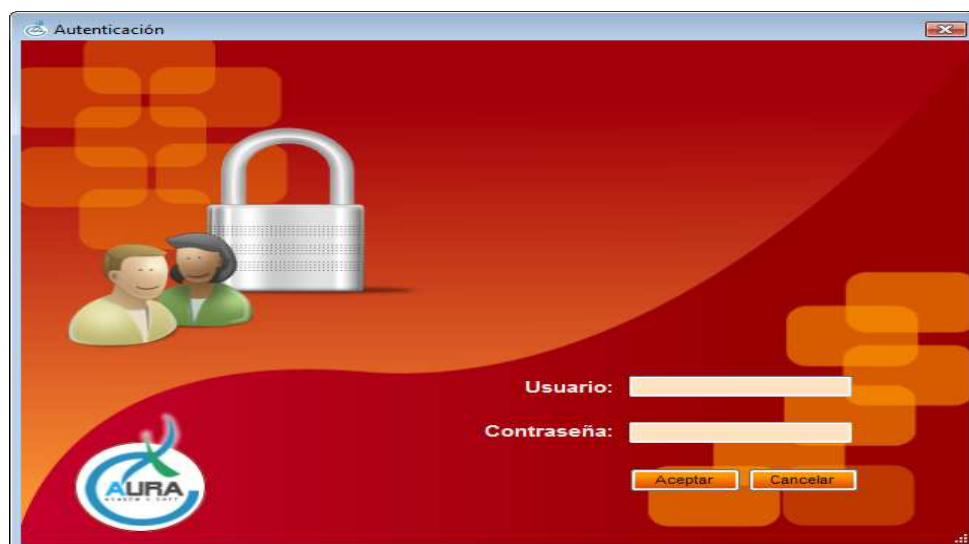 Autenticación
Usuario:
Contraseña:
Aceptar
Cancelar
AURA